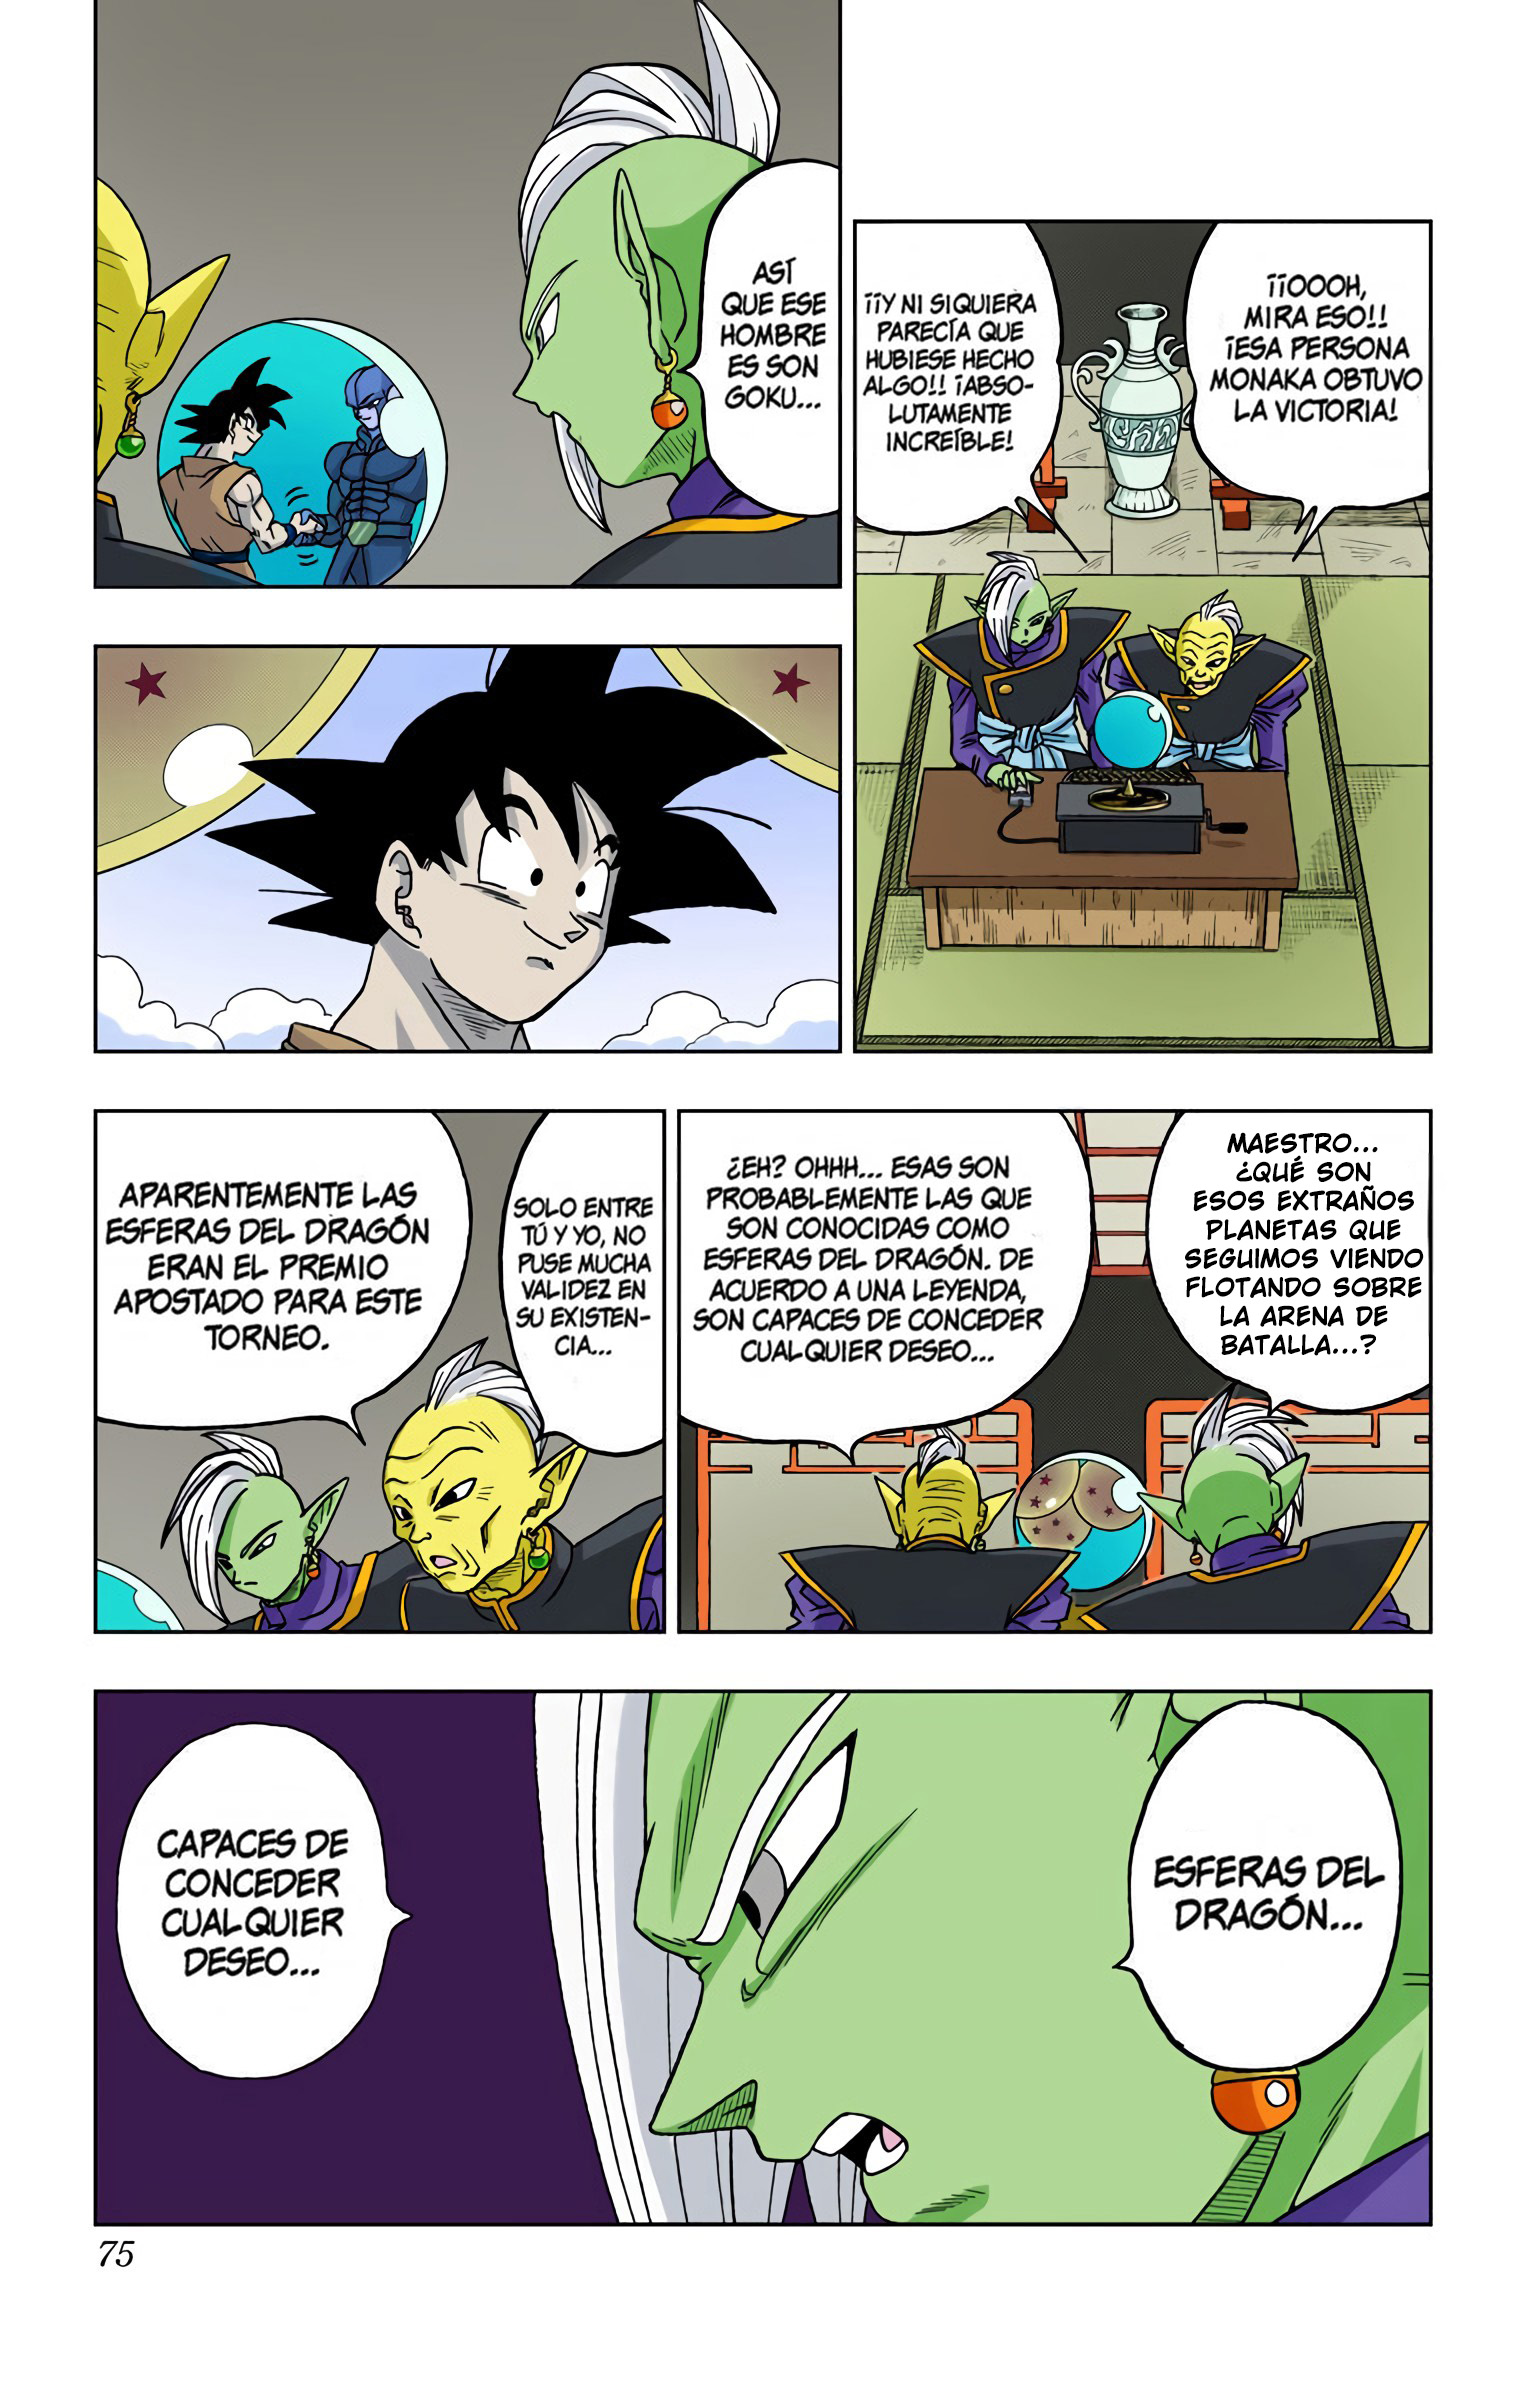 ¡¡OOOH,
MIRA ESO!!
¡ESA PERSONA
MONAKA OBTUVO
LA VICTORIA!
¡¡Y NI SIQUIERA
PARECÍA QUE
HUBIESE HECHO
ALGO!! ¡ABSO-
LUTAMENTE
INCREÍBLE!
ASÍ
QUE ESE
HOMBRE
ES SON
GOKU...
MAESTRO...
¿QUÉ SON
ESOS EXTRAÑOS
PLANETAS QUE
SEGUIMOS VIENDO
FLOTANDO SOBRE
LA ARENA DE
BATALLA...?
¿EH? OHHH... ESAS SON
PROBABLEMENTE LAS QUE
SON CONOCIDAS COMO
ESFERAS DEL DRAGÓN. DE
ACUERDO A UNA LEYENDA,
SON CAPACES DE CONCEDER
CUALQUIER DESEO...
SOLO ENTRE
TÚ Y YO, NO
PUSE MUCHA
VALIDEZ EN
SU EXISTEN-
CIA...
APARENTEMENTE LAS
ESFERAS DEL DRAGÓN
ERAN EL PREMIO
APOSTADO PARA ESTE
TORNEO.
ESFERAS DEL
DRAGÓN...
CAPACES DE
CONCEDER
CUALQUIER
DESEO...
75